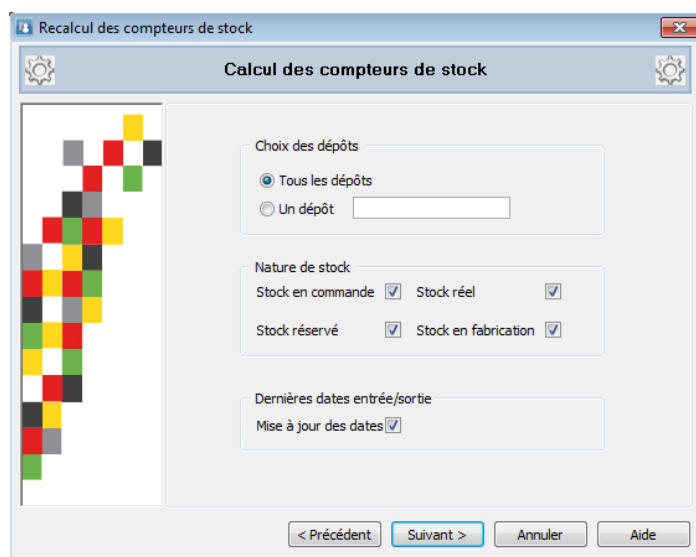 Recalcul des compteurs de stock
Calcul des compteurs de stock
Choix des dépôts
Tous les dépôts
Un dépôt
Nature de stock
Stock en commande Stock réel
Stock réservé Stock en fabrication
Dernières dates entrée/sortie
Mise à jour des dates
< Précédent Suivant > Annuler Aide